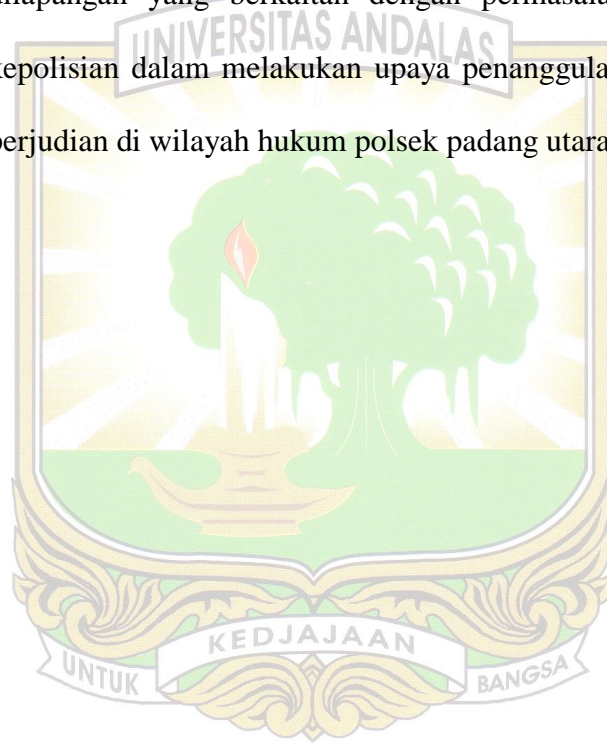 yang berkaitan dengan
UNIVERSITAS ANDALAS
kepolisian dalam melakukan upaya
perjudian di wilayah hukum polsek padang utara
KEDJAJAAN
UNTUK
BANGSA